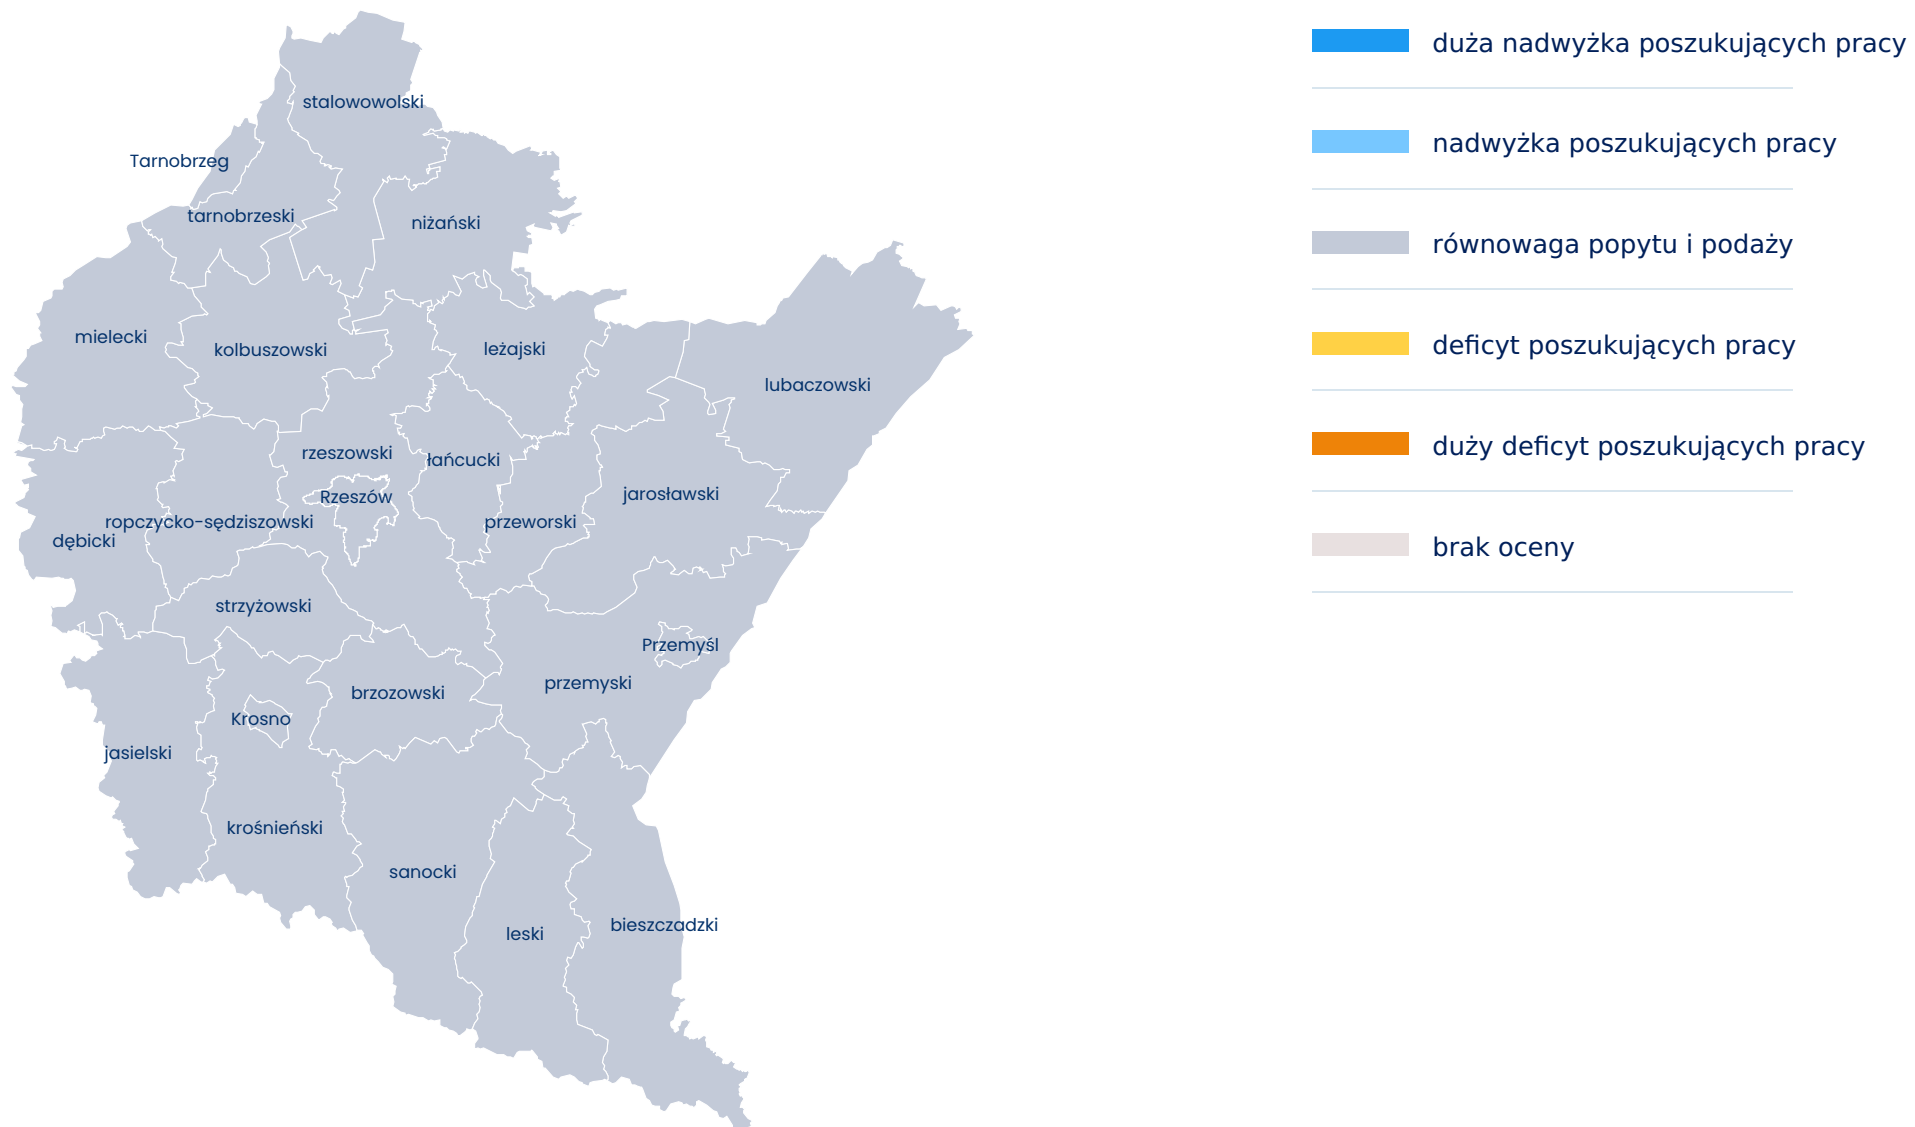 stalowowolski
Tarnobrzeg
tarnobrzeski
niżański
mielecki
kolbuszowski
leżajski
lubaczowski
rzeszowski
łańcucki
Rzeszów
jarosławski
ropczycko-sędziszowski
przeworski
dębicki
strzyżowski
Przemyśl
przemyski
brzozowski
Krosno
jasielski
krośnieński
sanocki
bieszczadzki
leski
duża nadwyżka poszukujących pracy
nadwyżka poszukujących pracy
równowaga popytu i podaży
deficyt poszukujących pracy
duży deficyt poszukujących pracy
brak oceny